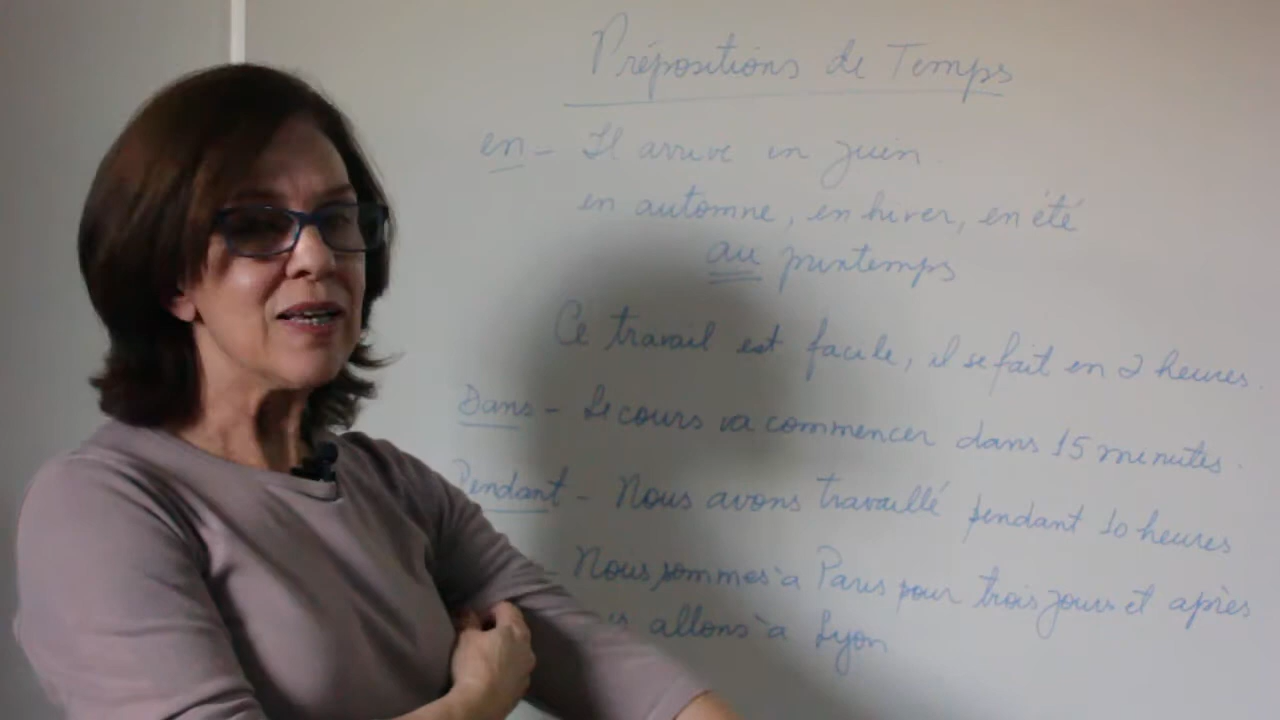 Prépositions de Temps
en - Il arrive en juin.
en automne, en hiver, en été
au printemps
Ce travail est facile, il se fait en 2 heures.
Dans - Le cours va commencer dans 15 minutes.
Pendant - Nous avons travaillé pendant 10 heures
- Nous sommes à Paris pour trois jours et après
allons à Lyon